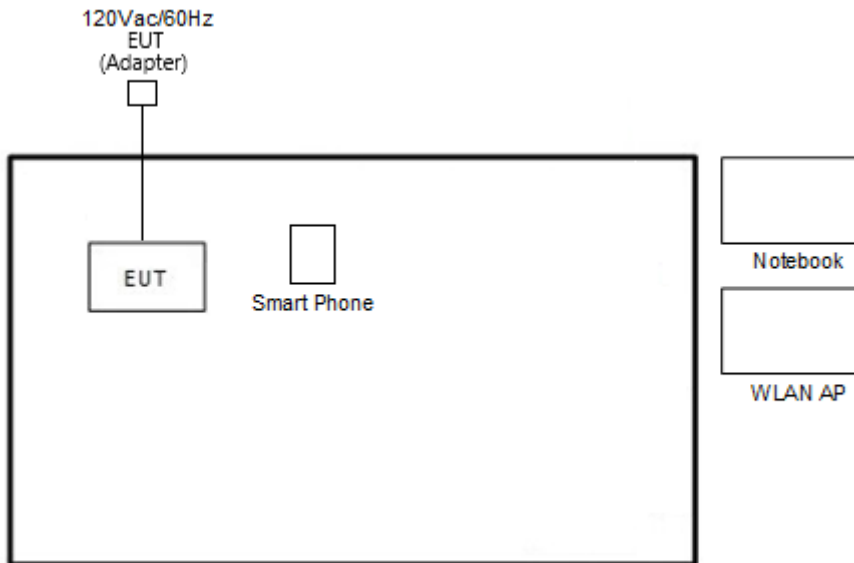 120Vac/60Hz
EUT
(Adapter)
EUT
Smart Phone
Notebook
WLAN AP